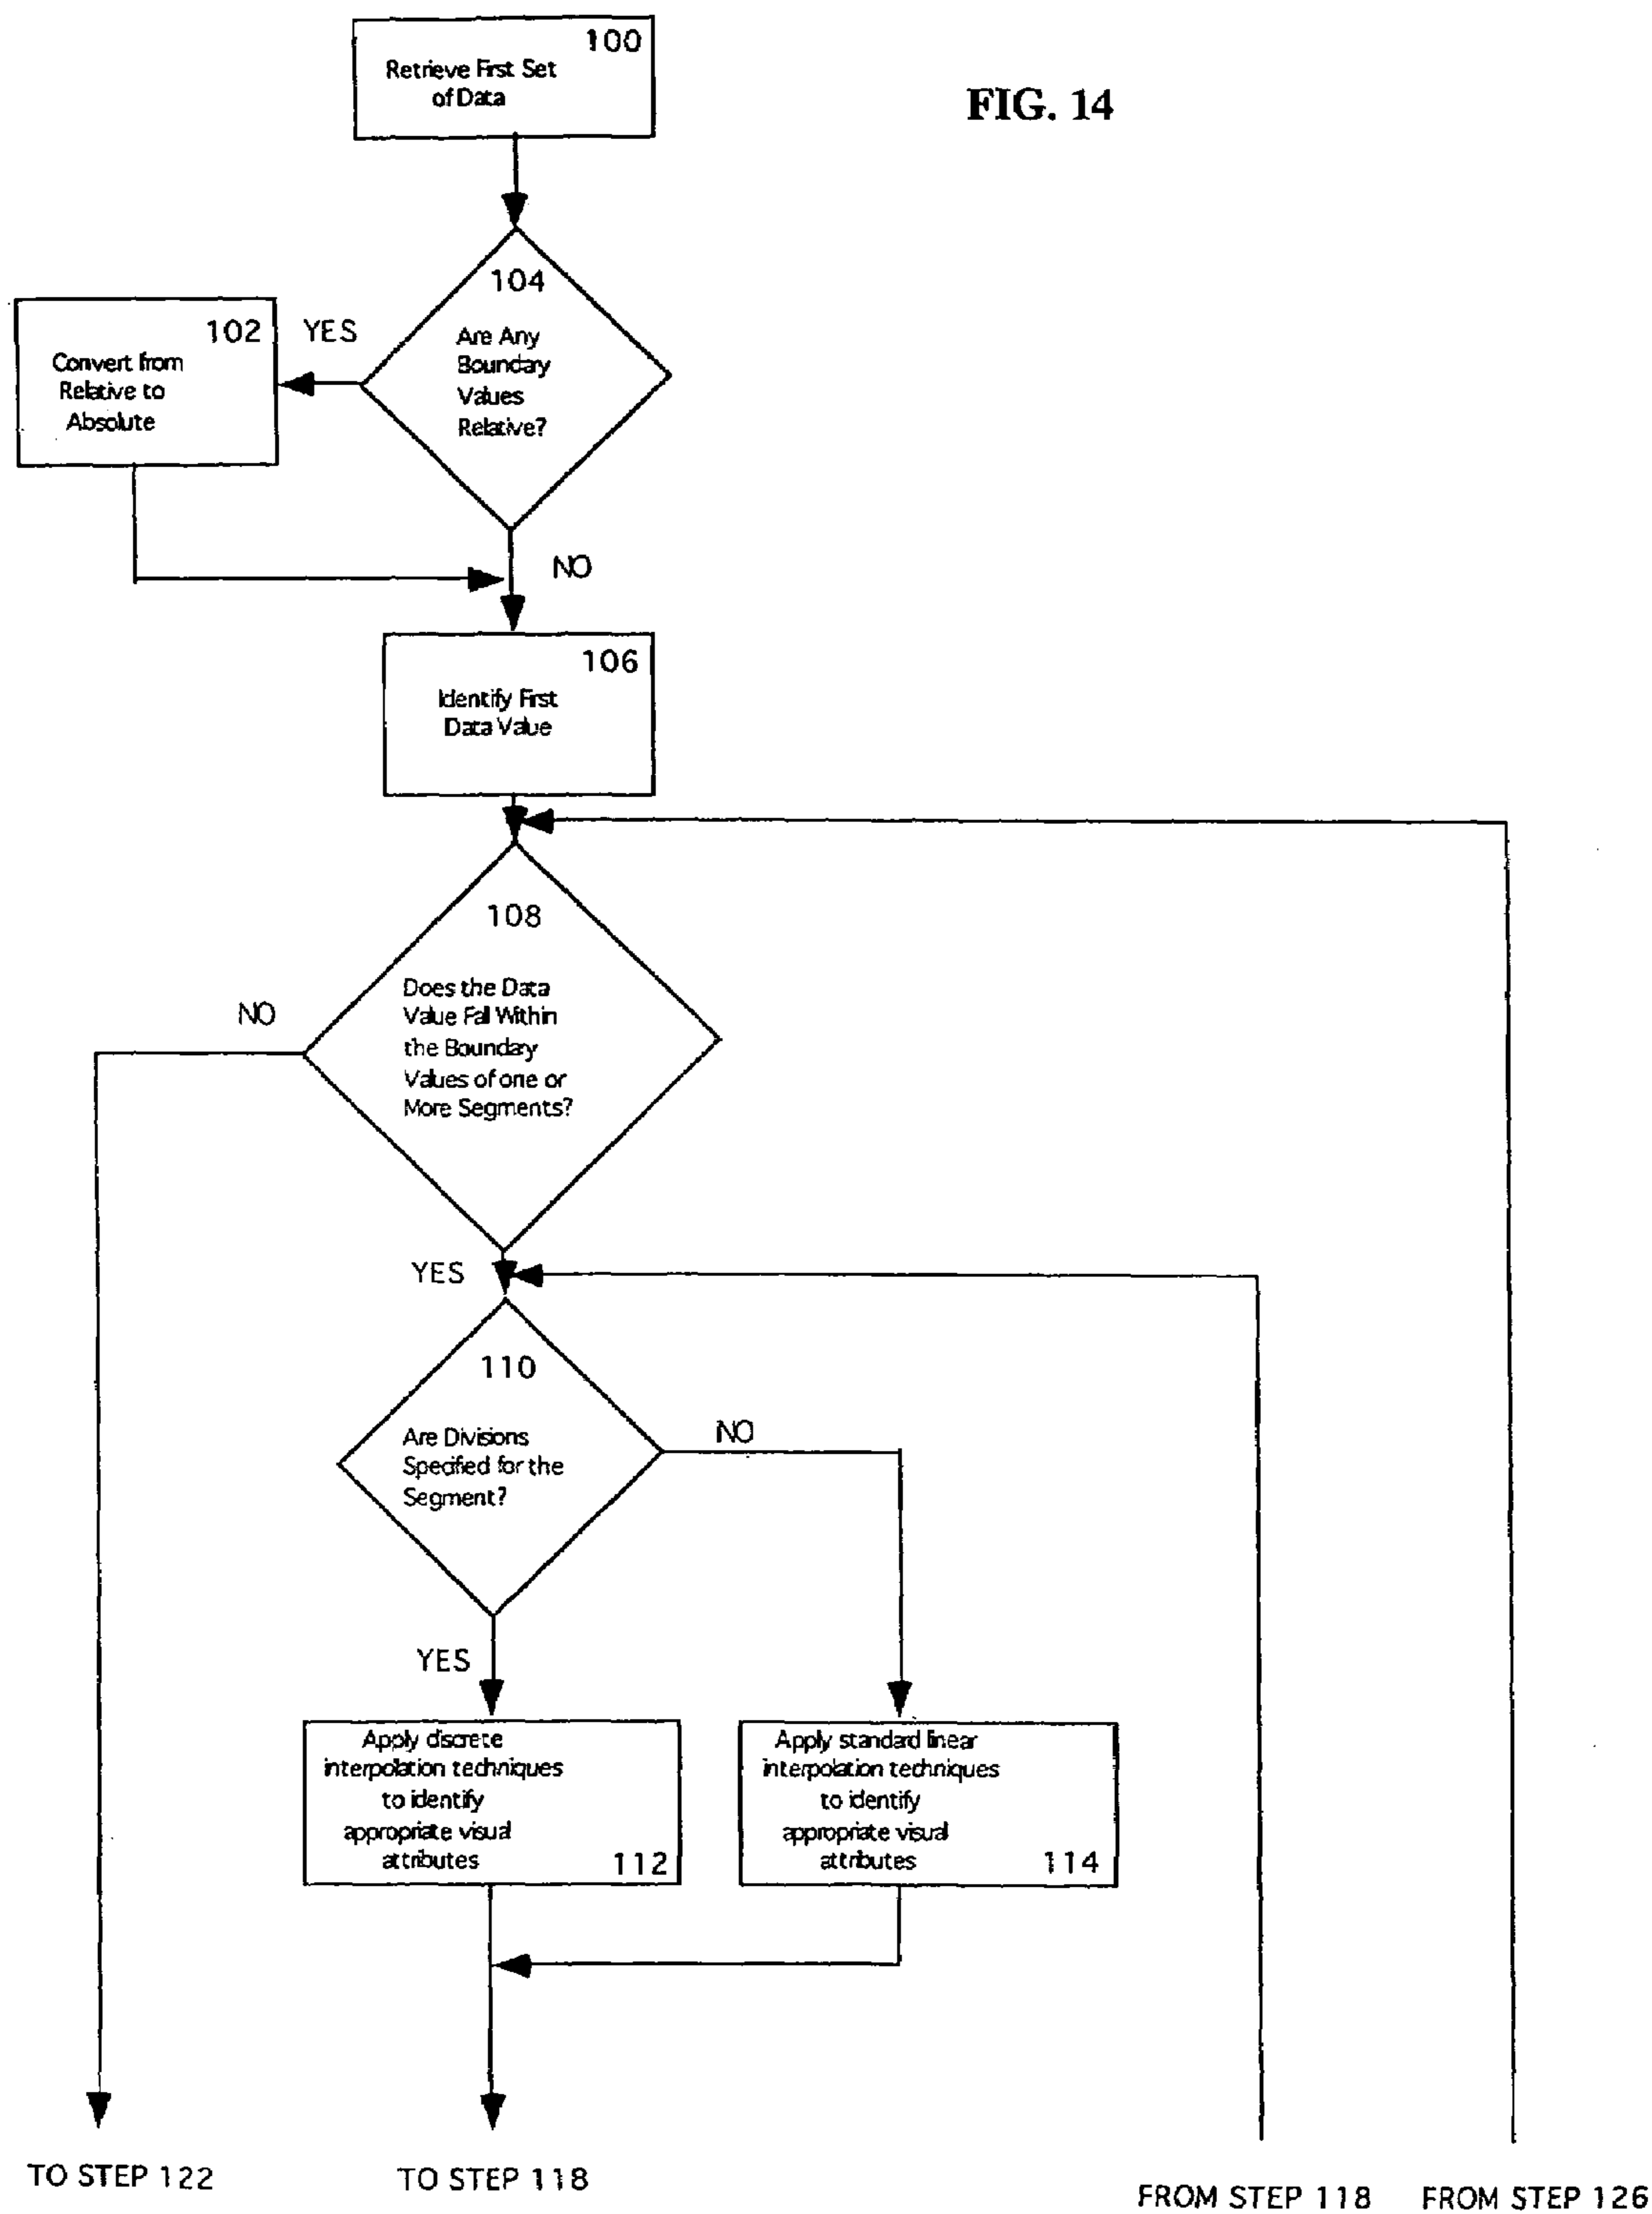 100
Retrieve First Set
of Data
FIG. 14
104
Are Any
Boundary
Values
Relative?
YES
102
Convert from
Relative to
Absolute
NO
106
Identify First
Data Value
108
Does the Data
Value Fall Within
the Boundary
Values of one or
More Segments?
NO
YES
110
Are Divisions
Specified for the
Segment?
NO
YES
Apply discrete
interpolation techniques
to identify
appropriate visual
attributes
112
Apply standard linear
interpolation techniques
to identify
appropriate visual
attributes
114
TO STEP 122
TO STEP 118
FROM STEP 118
FROM STEP 126